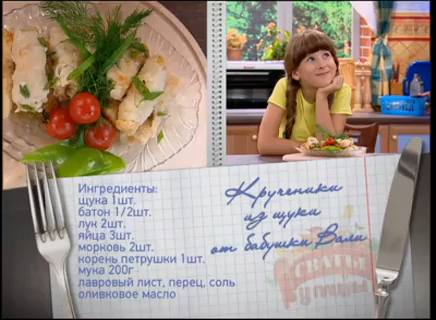 Ингредиенты:
щука 1шт.
батон 1/2шт.
лук 2шт.
яйца 3шт.
морковь 2шт.
корень петрушки 1шт.
мука 200г
лавровый лист, перец, соль
оливковое масло
Крученики
из щуки
от бабушки Вали
СВАТЫ
у плиты